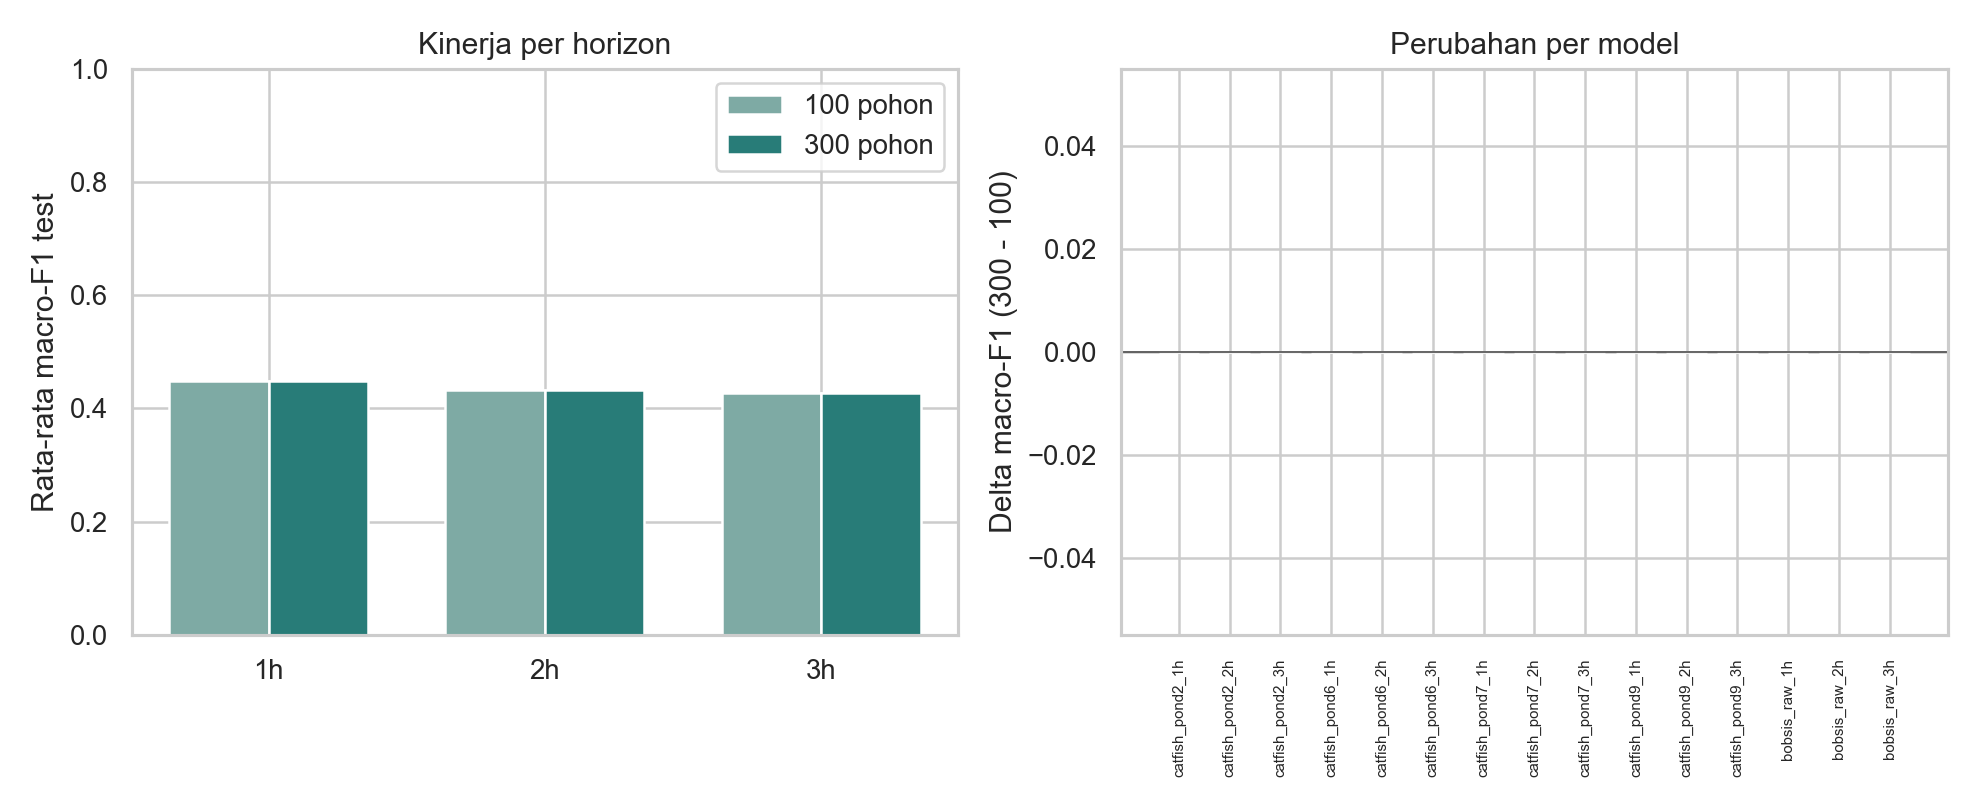 Kinerja per horizon
Rata-rata macro-F1 test
1.0
0.8
0.6
0.4
0.2
0.0
100 pohon
300 pohon
1h
2h
3h
Perubahan per model
Delta macro-F1 (300 - 100)
0.04
0.02
0.00
−0.02
−0.04
catfish_pond2_1h
catfish_pond2_2h
catfish_pond2_3h
catfish_pond6_1h
catfish_pond6_2h
catfish_pond6_3h
catfish_pond7_1h
catfish_pond7_2h
catfish_pond7_3h
catfish_pond9_1h
catfish_pond9_2h
catfish_pond9_3h
bobsis_raw_1h
bobsis_raw_2h
bobsis_raw_3h